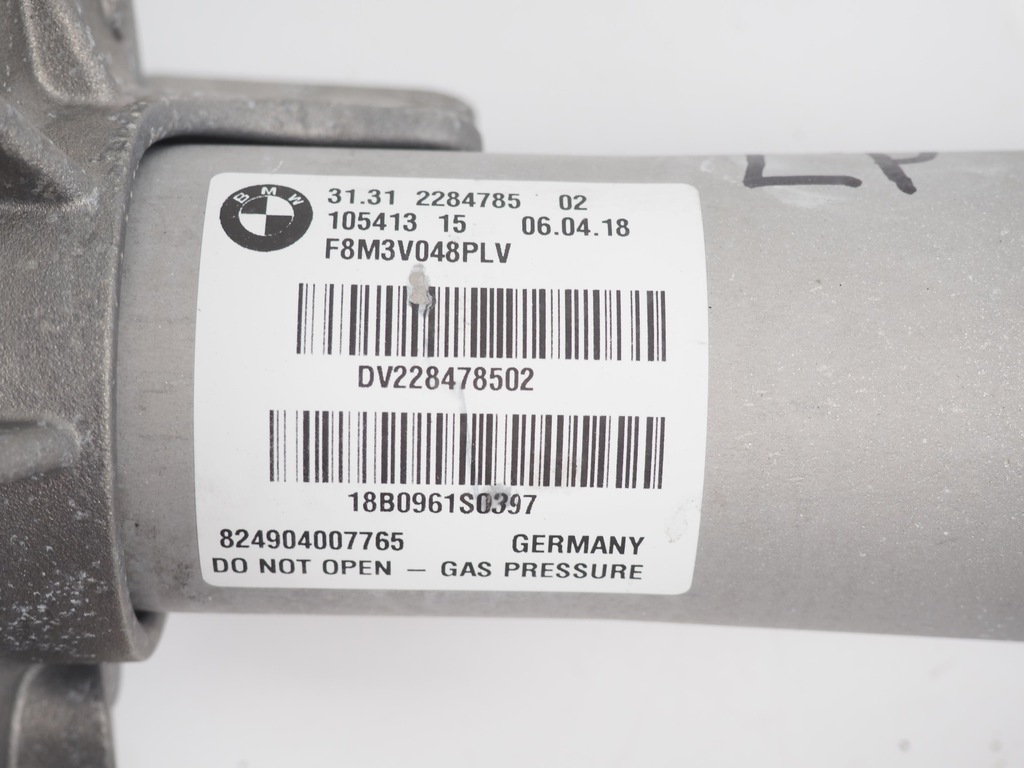 BMW
31.31 2284785 02
105413 15 06.04.18
F8M3V048PLV
DV228478502
18B0961S0397
824904007765 GERMANY
DO NOT OPEN – GAS PRESSURE